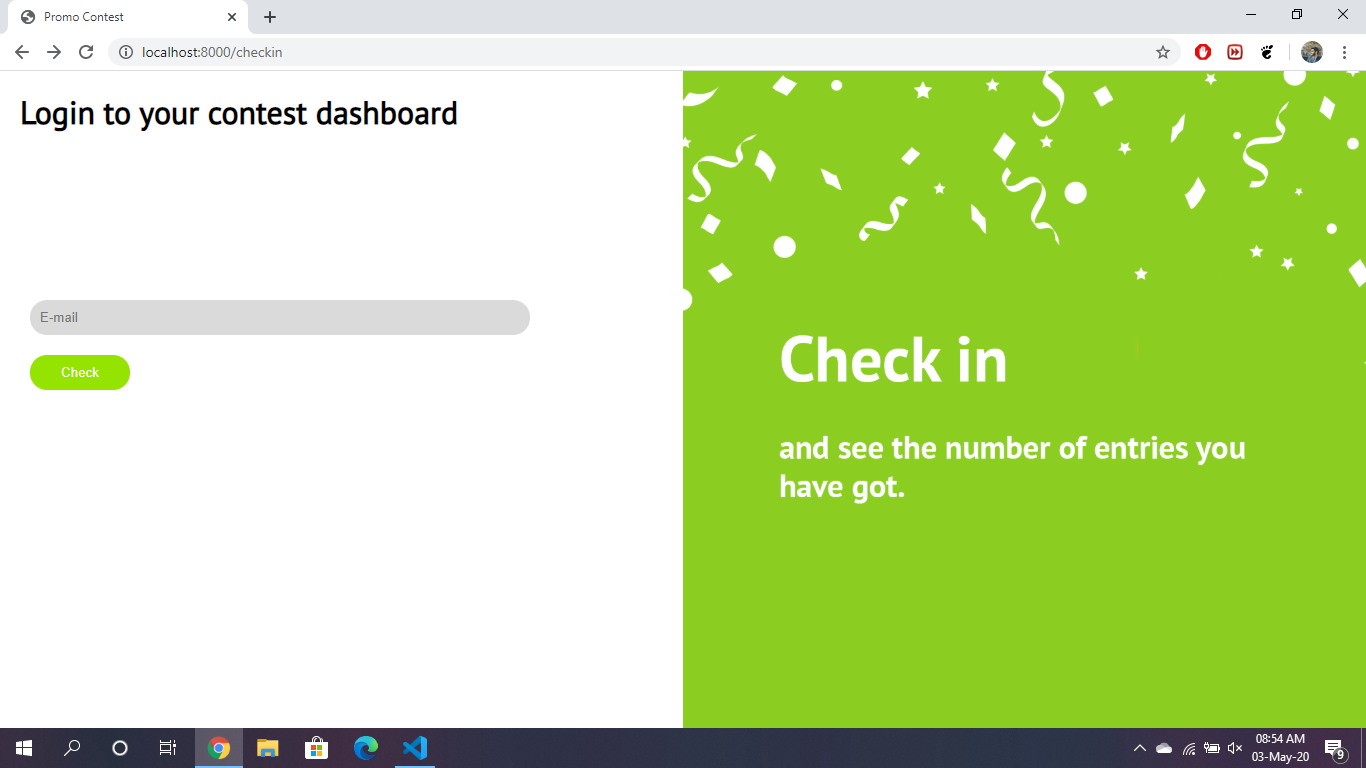 Promo Contest
localhost:8000/checkin
Login to your contest dashboard
E-mail
Check
Check in
and see the number of entries you
have got.
08:54 AM
03-May-20
9